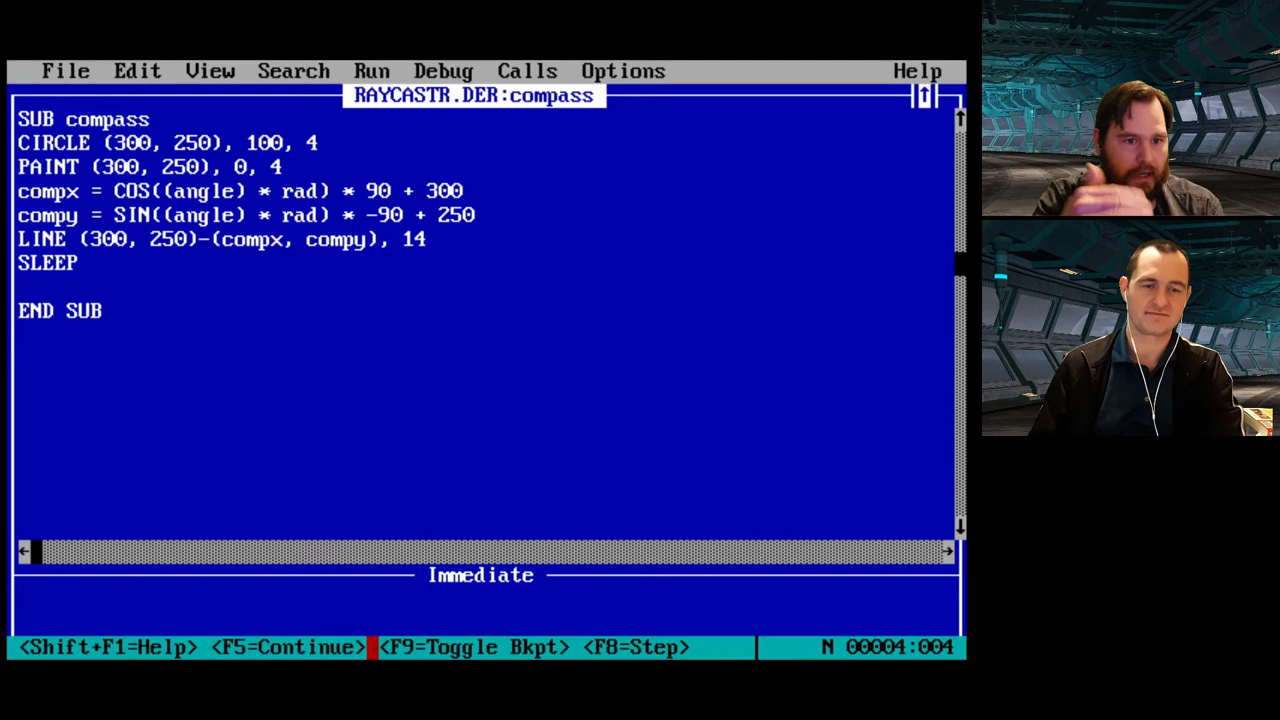 File Edit View Search Run Debug Calls Options Help
RAYCASTR.DER:compass
SUB compass
CIRCLE (300, 250), 100, 4
PAINT (300, 250), 0, 4
compx = COS((angle) * rad) * 90 + 300
compy = SIN((angle) * rad) * -90 + 250
LINE (300, 250)-(compx, compy), 14
SLEEP
END SUB
Immediate
<Shift+F1=Help> <F5=Continue> <F9=Toggle Bkpt> <F8=Step> N 00004:004